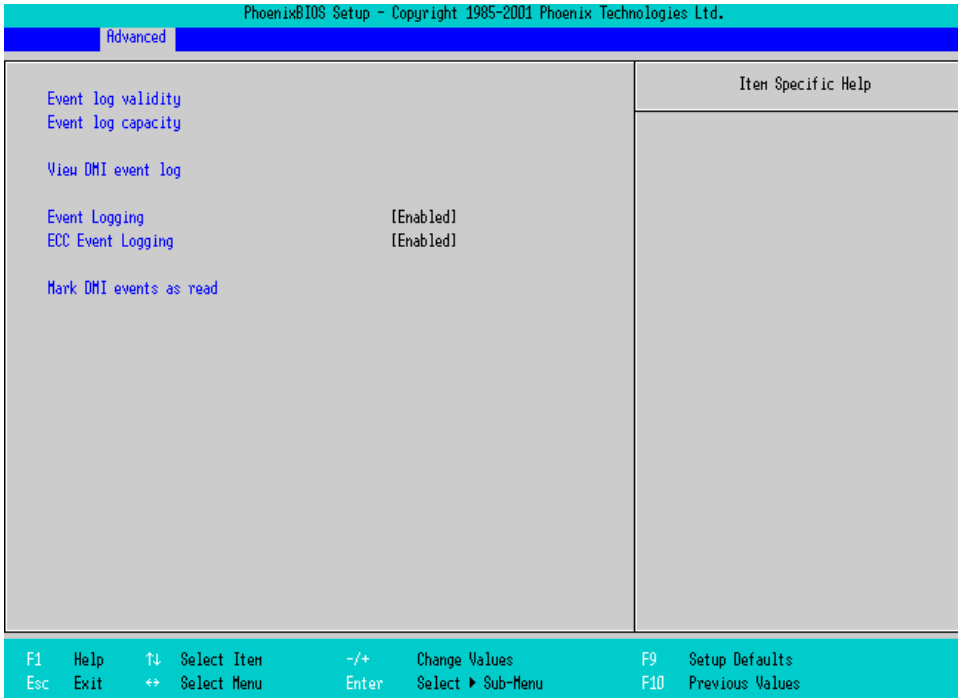 PhoenixBIOS Setup - Copyright 1985-2001 Phoenix Technologies Ltd.
Advanced
Item Specific Help
Event log validity
Event log capacity
View DMI event log
Event Logging [Enabled]
ECC Event Logging [Enabled]
Mark DMI events as read
F1 Help ↑↓ Select Item -/+ Change Values F9 Setup Defaults
Esc Exit ↔ Select Menu Enter Select ▶ Sub-Menu F10 Previous Values